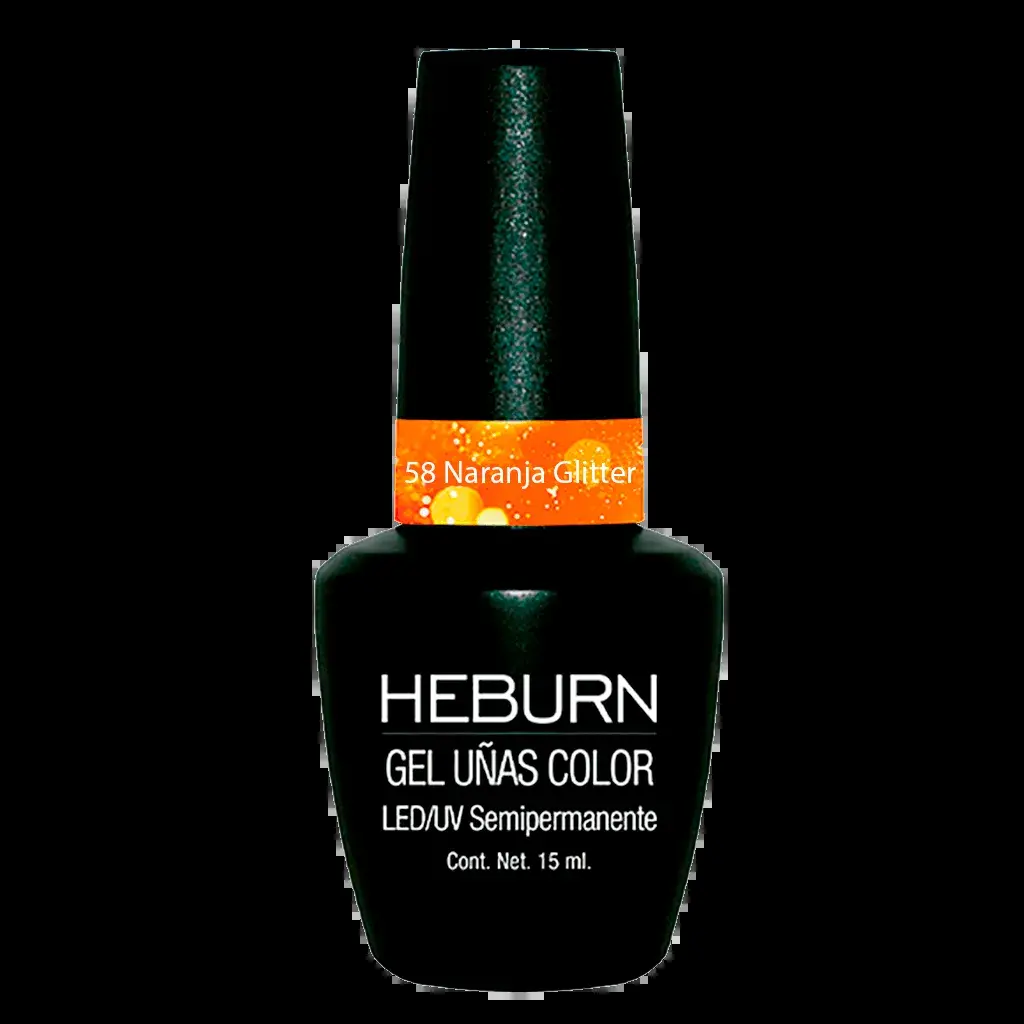 58 Naranja Glitter
HEBURN
GEL UÑAS COLOR
LED/UV Semipermanente
Cont. Net. 15 ml.